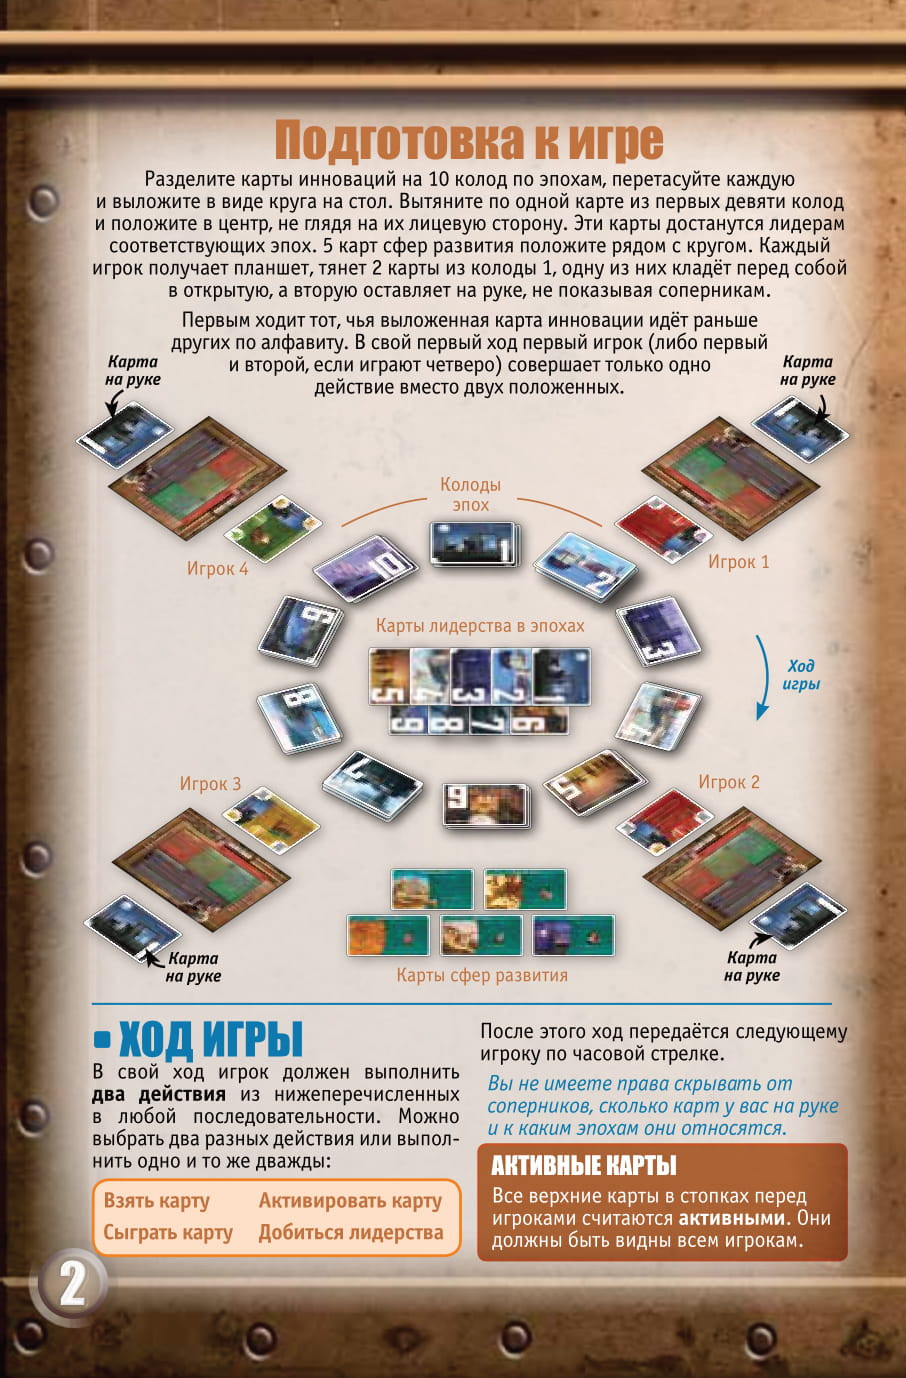 Подготовка к игре
Разделите карты инноваций на 10 колод по эпохам, перетасуйте каждую
и выложите в виде круга на стол. Вытяните по одной карте из первых девяти колод
и положите в центр, не глядя на их лицевую сторону. Эти карты достанутся лидерам
соответствующих эпох. 5 карт сфер развития положите рядом с кругом. Каждый
игрок получает планшет, тянет 2 карты из колоды 1, одну из них кладёт перед собой
в открытую, а вторую оставляет на руке, не показывая соперникам.
Первым ходит тот, чья выложенная карта инновации идёт раньше
других по алфавиту. В свой первый ход первый игрок (либо первый
и второй, если играют четверо) совершает только одно
действие вместо двух положенных.
Карта
на руке
Карта
на руке
Колоды
эпох
Игрок 4
Игрок 1
10
1
2
9
3
Карты лидерства в эпохах
5
4
3
2
1
9
8
7
6
Ход
игры
8
4
7
6
5
Игрок 3
Игрок 2
Карта
на руке
Карта
на руке
Карты сфер развития
ХОД ИГРЫ
В свой ход игрок должен выполнить
два действия из нижеперечисленных
в любой последовательности. Можно
выбрать два разных действия или выпол-
нить одно и то же дважды:
Взять карту Активировать карту
Сыграть карту Добиться лидерства
После этого ход передаётся следующему
игроку по часовой стрелке.
Вы не имеете права скрывать от
соперников, сколько карт у вас на руке
и к каким эпохам они относятся.
АКТИВНЫЕ КАРТЫ
Все верхние карты в стопках перед
игроками считаются активными. Они
должны быть видны всем игрокам.
2